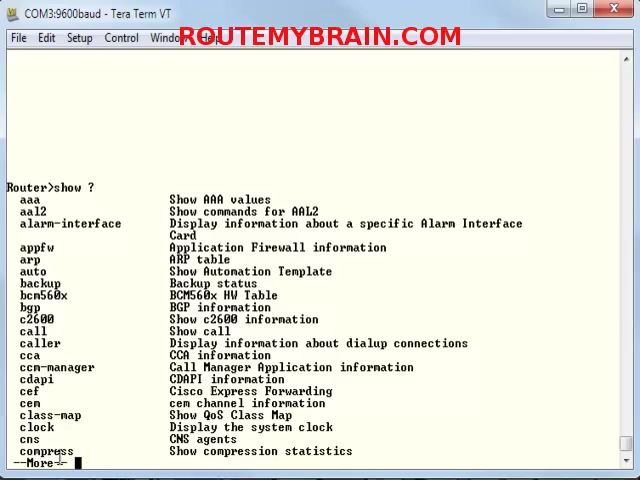 COM3:9600baud - Tera Term VT
ROUTEMYBRAIN.COM
File Edit Setup Control Window Help
Router>show ?
aaa Show AAA values
aal2 Show commands for AAL2
alarm-interface Display information about a specific Alarm Interface
Card
appfw Application Firewall information
arp ARP table
auto Show Automation Template
backup Backup status
bcm560x BCM560x HW Table
bgp BGP information
c2600 Show c2600 information
call Show call
caller Display information about dialup connections
cca CCA information
ccm-manager Call Manager Application information
cdapi CDAPI information
cef Cisco Express Forwarding
cem cem channel information
class-map Show QoS Class Map
clock Display the system clock
cns CNS agents
compress Show compression statistics
--More--